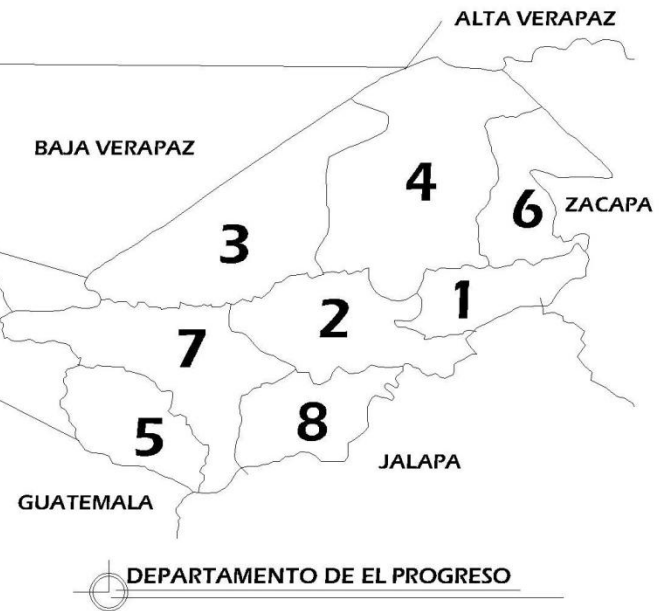 ALTA VERAPAZ
BAJA VERAPAZ
4
6
ZACAPA
3
1
2
7
8
5
JALAPA
GUATEMALA
DEPARTAMENTO DE EL PROGRESO